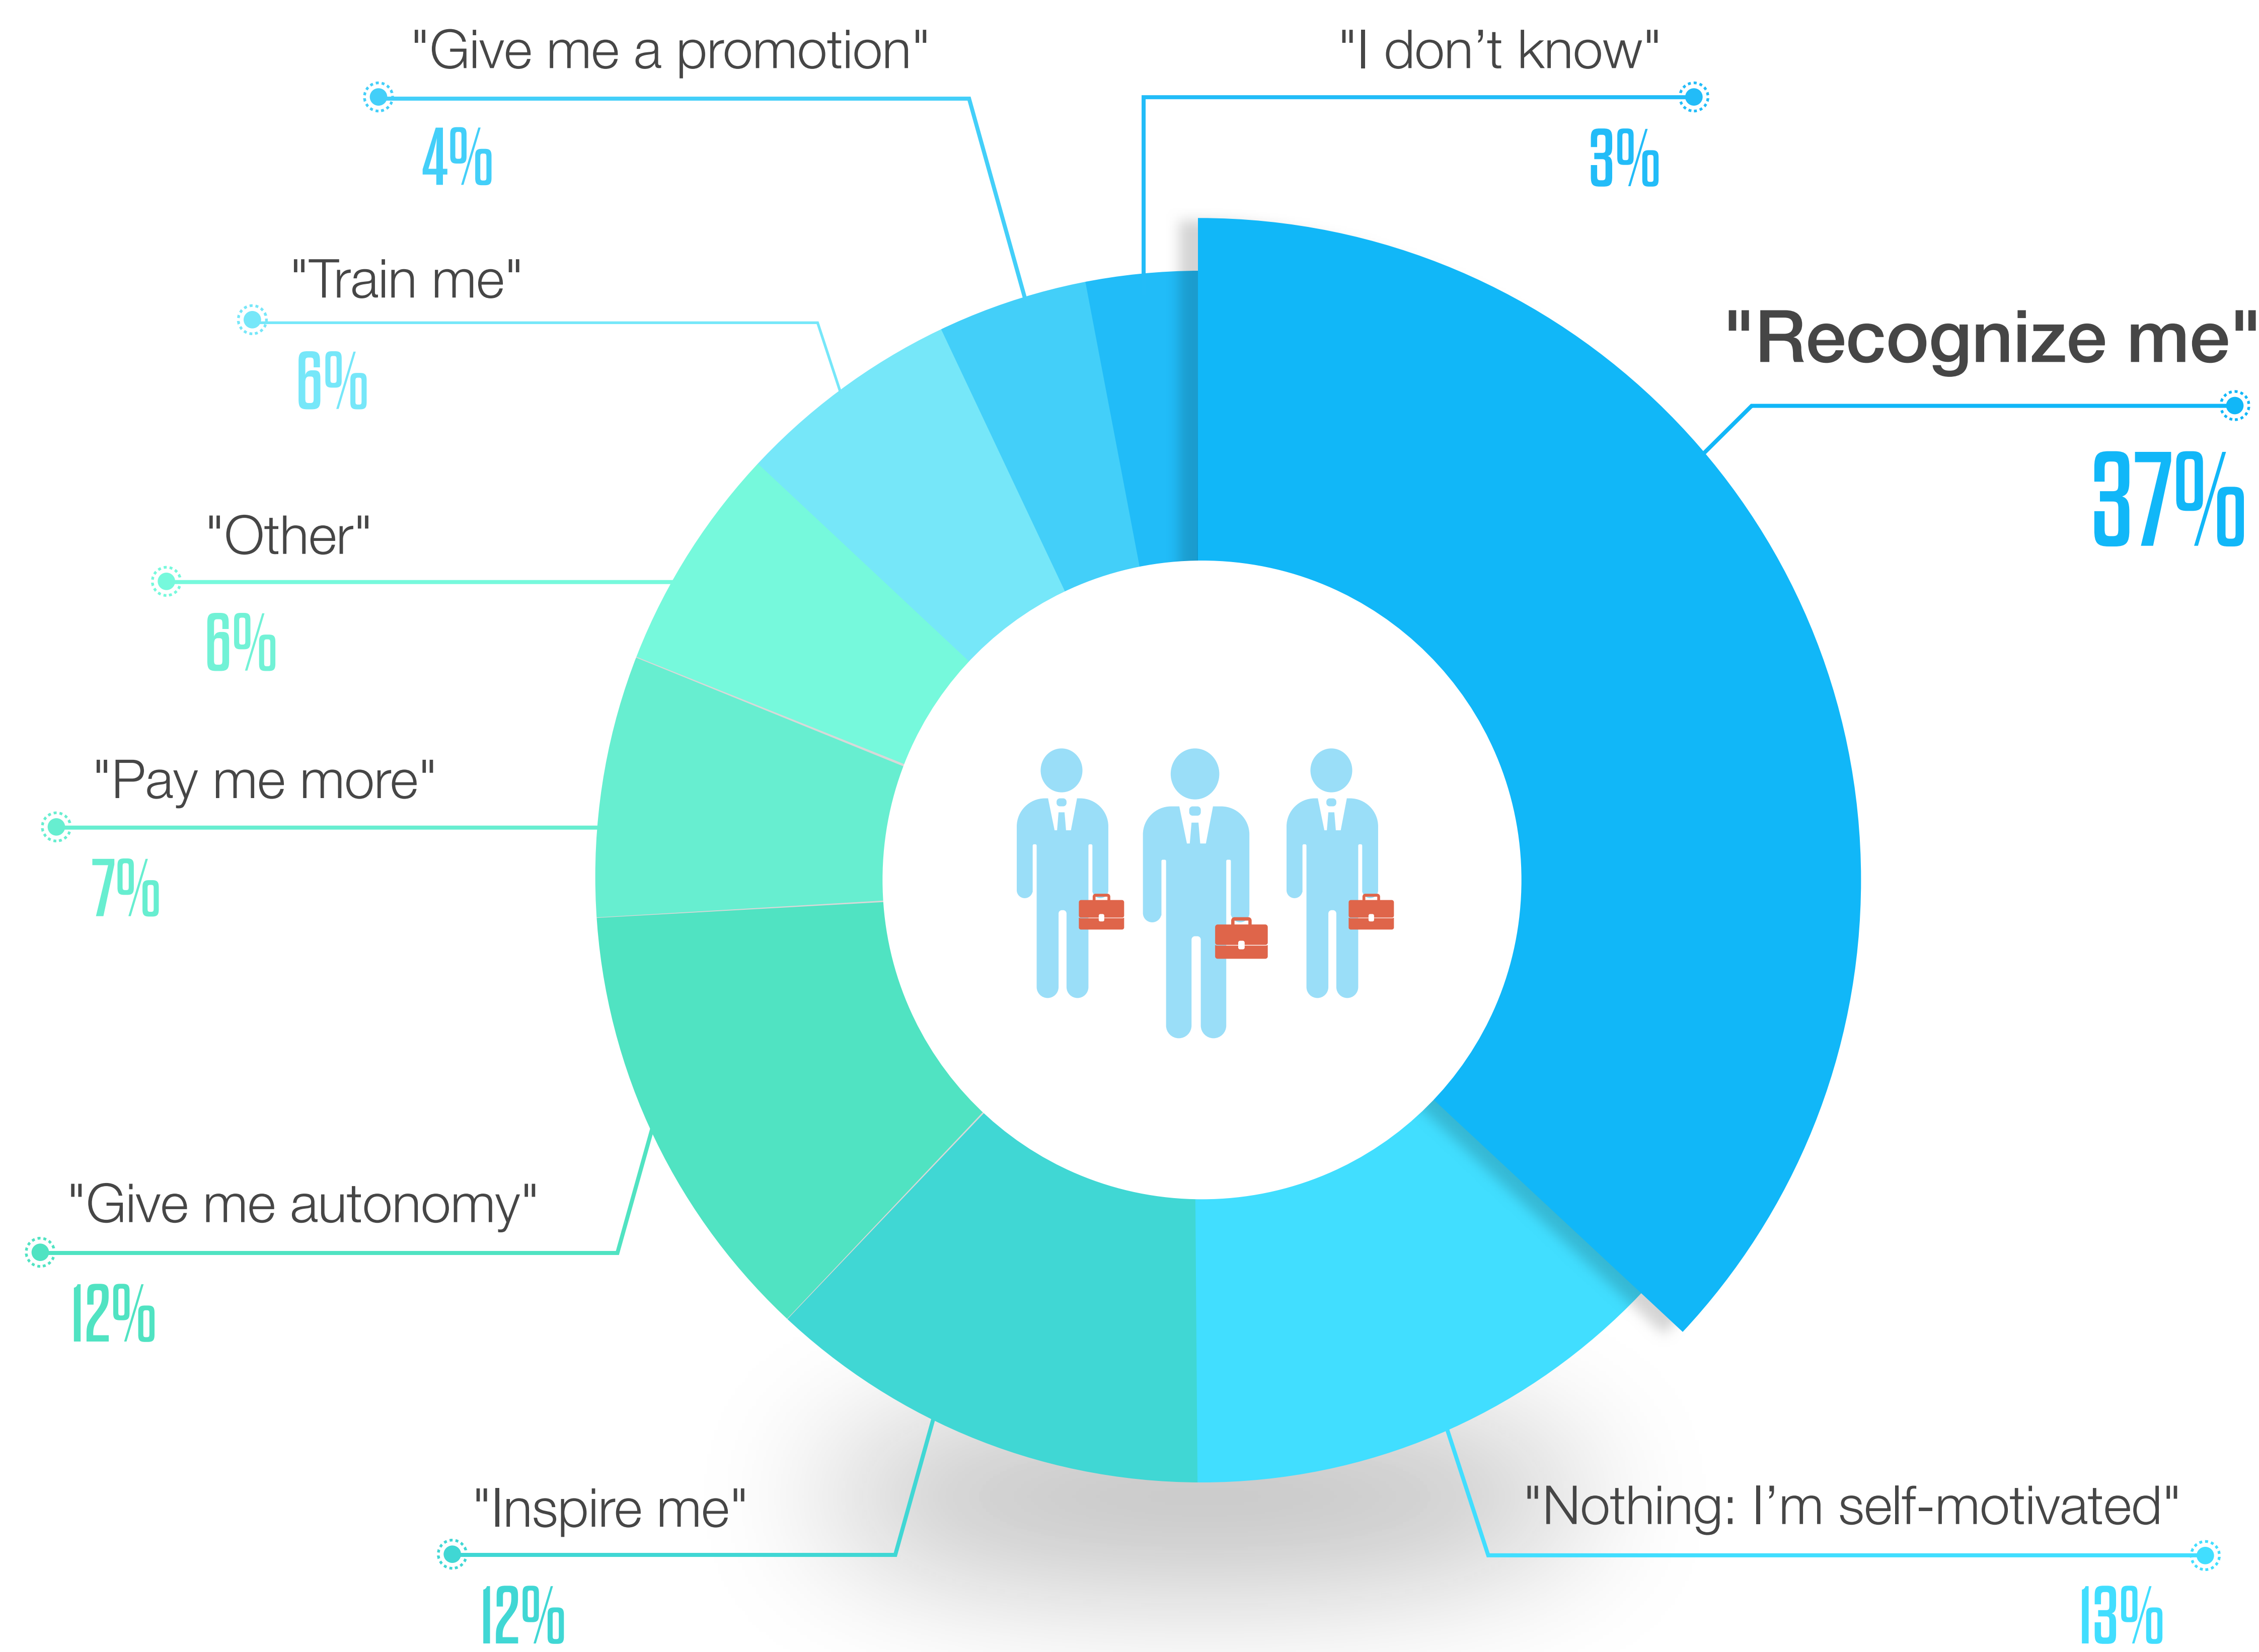 "Give me a promotion"
4%
"I don’t know"
3%
"Train me"
6%
"Recognize me"
37%
"Other"
6%
"Pay me more"
7%
"Give me autonomy"
12%
"Inspire me"
12%
"Nothing: I’m self-motivated"
13%